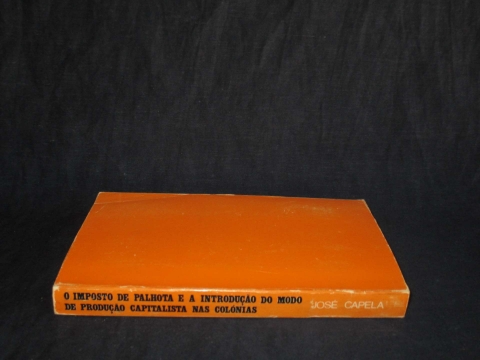 O IMPOSTO DE PALHOTA E A INTRODUÇÃO DO MODO
DE PRODUÇÃO CAPITALISTA NAS COLÓNIAS
JOSÉ CAPELA